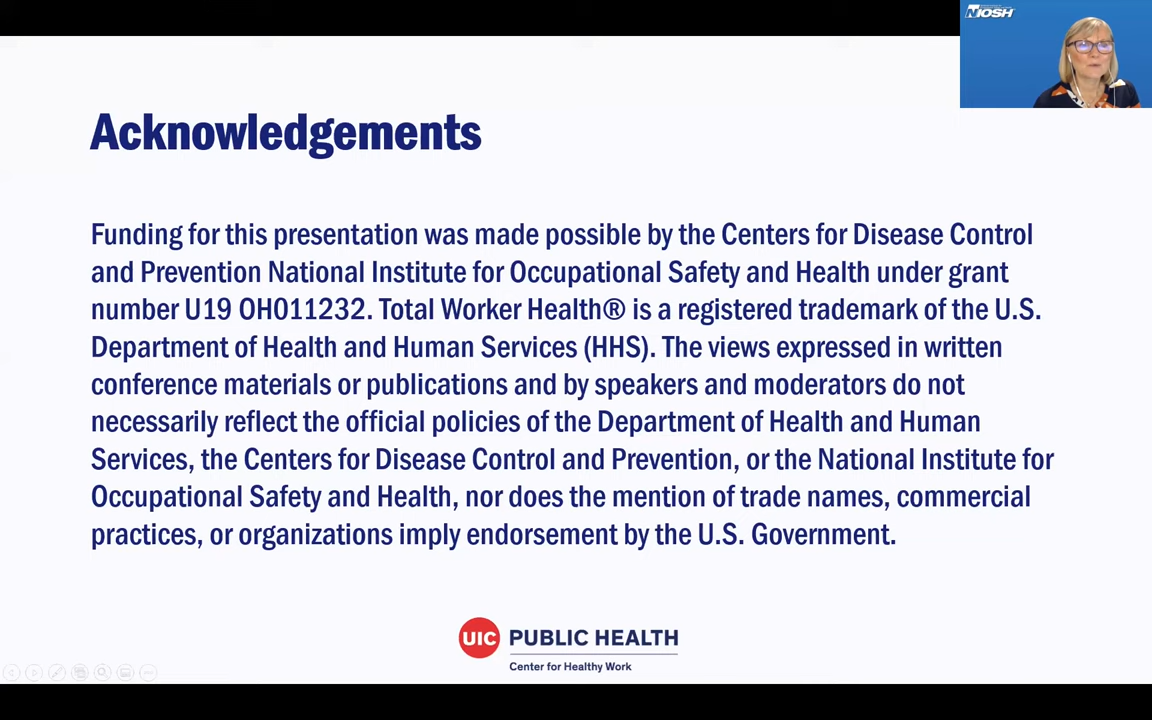 NIOSH
Acknowledgements
Funding for this presentation was made possible by the Centers for Disease Control
and Prevention National Institute for Occupational Safety and Health under grant
number U19 OH011232. Total Worker Health® is a registered trademark of the U.S.
Department of Health and Human Services (HHS). The views expressed in written
conference materials or publications and by speakers and moderators do not
necessarily reflect the official policies of the Department of Health and Human
Services, the Centers for Disease Control and Prevention, or the National Institute for
Occupational Safety and Health, nor does the mention of trade names, commercial
practices, or organizations imply endorsement by the U.S. Government.
UIC PUBLIC HEALTH
Center for Healthy Work